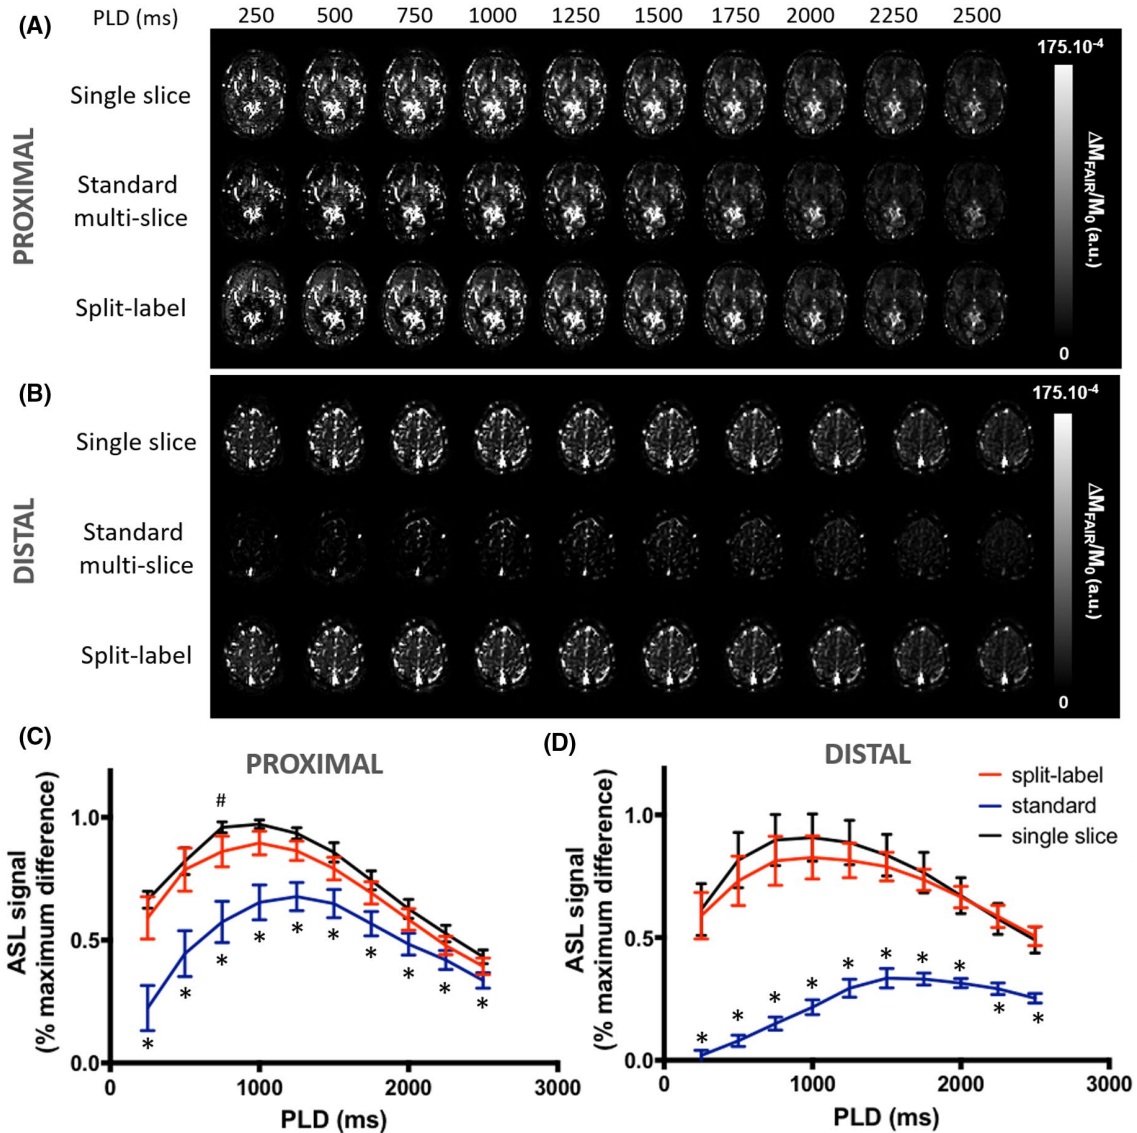 (A) PLD (ms) 250 500 750 1000 1250 1500 1750 2000 2250 2500
PROXIMAL
Single slice
Standard
multi-slice
Split-label
175.10-4
ΔMFAIR/M0 (a.u.)
0
(B)
DISTAL
Single slice
Standard
multi-slice
Split-label
175.10-4
ΔMFAIR/M0 (a.u.)
0
(C)
PROXIMAL
ASL signal
(% maximum difference)
1.0
0.5
0.0
#
* * * * * * * * * *
0 1000 2000 3000
PLD (ms)
(D)
DISTAL
split-label
standard
single slice
ASL signal
(% maximum difference)
1.0
0.5
0.0
* * * * * * * * * *
0 1000 2000 3000
PLD (ms)